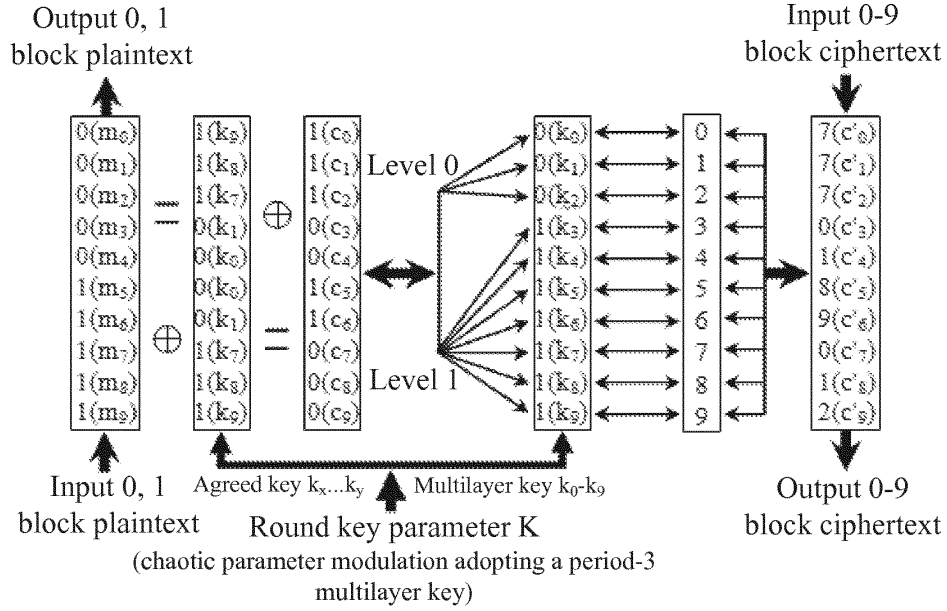 Output 0, 1
block plaintext
Input 0-9
block ciphertext
0(m₀) 1(k₉) 1(c₀) 0(k₀) 0 7(c'₀)
0(m₁) 1(k₈) 1(c₁) Level 0 0(k₁) 1 7(c'₁)
0(m₂) = 1(k₇) ⊕ 1(c₂) 0(k₂) 2 7(c'₂)
0(m₃) 0(k₁) 0(c₃) 1(k₃) 3 0(c'₃)
0(m₄) 0(k₀) 0(c₄) 1(k₄) 4 1(c'₄)
1(m₅) 0(k₀) 1(c₅) 1(k₅) 5 8(c'₅)
1(m₆) 0(k₁) 1(c₆) 1(k₆) 6 9(c'₆)
1(m₇) ⊕ 1(k₇) = 0(c₇) 1(k₇) 7 0(c'₇)
1(m₈) 1(k₈) 0(c₈) Level 1 1(k₈) 8 1(c'₈)
1(m₉) 1(k₉) 0(c₉) 1(k₉) 9 2(c'₉)
Input 0, 1
block plaintext
Agreed key kₓ...kᵧ Multilayer key k₀-k₉
Output 0-9
block ciphertext
Round key parameter K
(chaotic parameter modulation adopting a period-3
multilayer key)